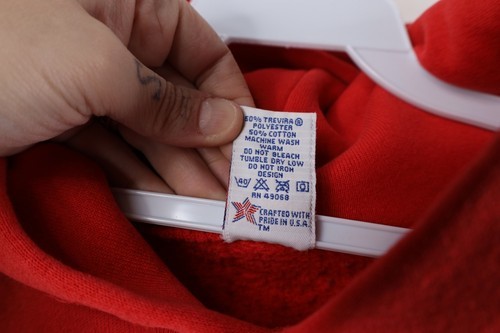 50% TREVIRA®
POLYESTER
50% COTTON
MACHINE WASH
WARM
DO NOT BLEACH
TUMBLE DRY LOW
DO NOT IRON
DESIGN
40
RN 49068
CRAFTED WITH
PRIDE IN U.S.A.
TM